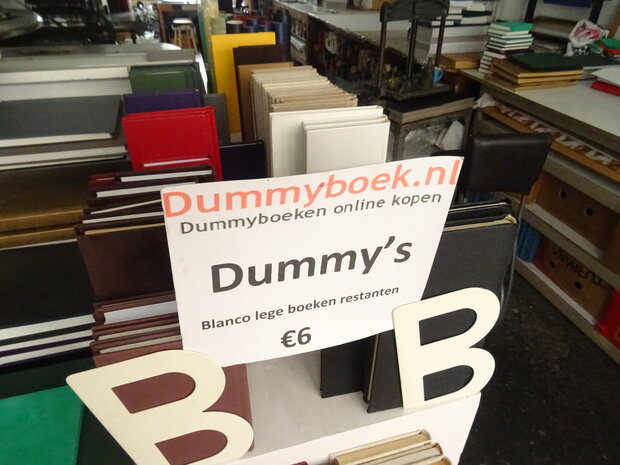 Dummyboek.nl
Dummyboeken online kopen
Dummy's
Blanco lege boeken restanten
€6
B B